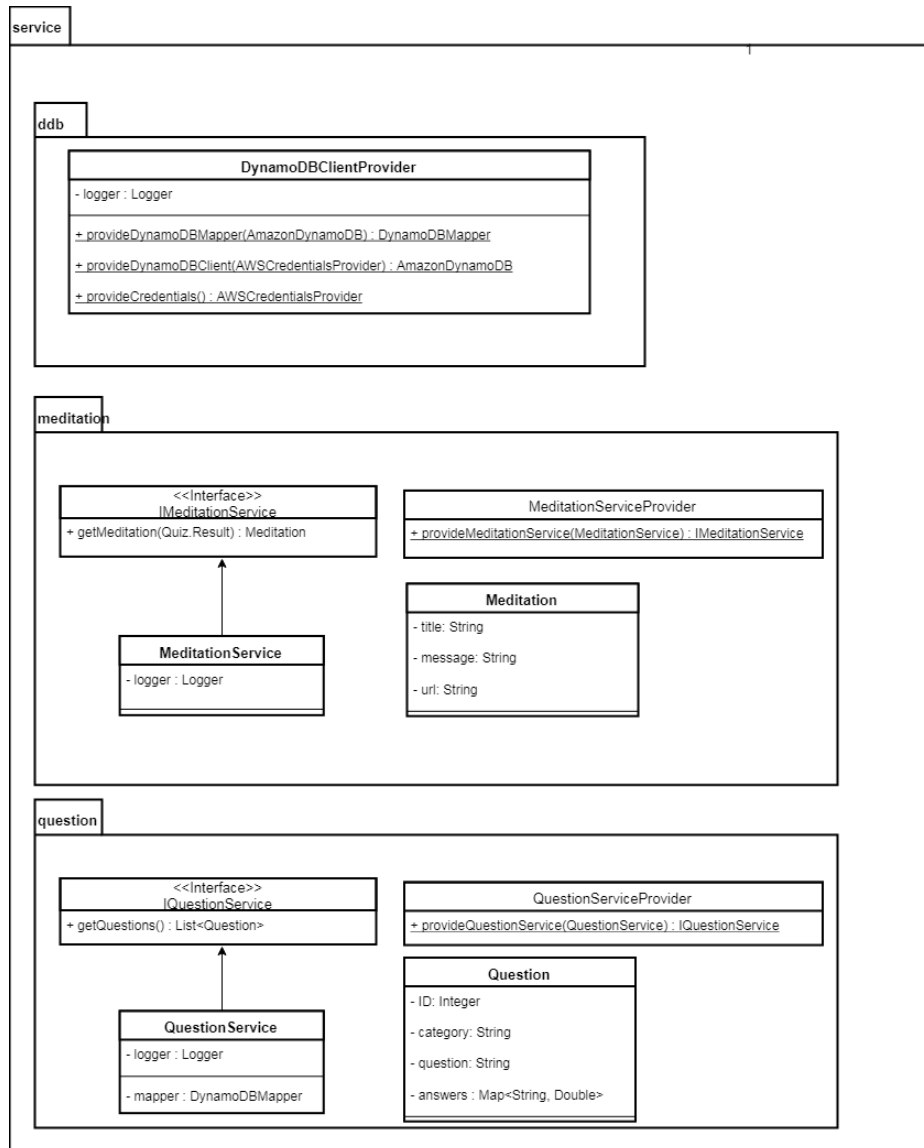 service
1
ddb
DynamoDBClientProvider
- logger : Logger
+ provideDynamoDBMapper(AmazonDynamoDB) : DynamoDBMapper
+ provideDynamoDBClient(AWSCredentialsProvider) : AmazonDynamoDB
+ provideCredentials() : AWSCredentialsProvider
meditation
<<Interface>>
IMeditationService
+ getMeditation(Quiz.Result) : Meditation
MeditationServiceProvider
+ provideMeditationService(MeditationService) : IMeditationService
MeditationService
- logger : Logger
Meditation
- title: String
- message: String
- url: String
question
<<Interface>>
IQuestionService
+ getQuestions() : List<Question>
QuestionServiceProvider
+ provideQuestionService(QuestionService) : IQuestionService
QuestionService
- logger : Logger
- mapper : DynamoDBMapper
Question
- ID: Integer
- category: String
- question: String
- answers : Map<String, Double>